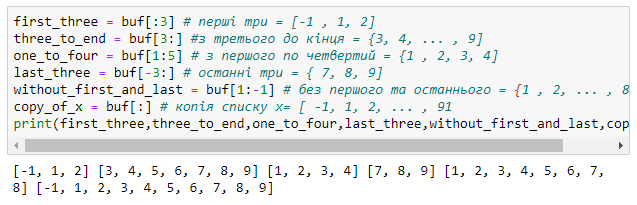 first_three = buf[:3] # перші три = [-1 , 1, 2]
three_to_end = buf[3:] #з третього до кінця = {3, 4, ... , 9]
one_to_four = buf[1:5] # з першого по четвертий = {1 , 2, 3, 4]
last_three = buf[-3:] # останні три = { 7, 8, 9]
without_first_and_last = buf[1:-1] # без першого та останнього = {1 , 2, ... , 8
copy_of_x = buf[:] # копія списку x= [ -1, 1, 2, ... , 91
print(first_three,three_to_end,one_to_four,last_three,without_first_and_last,cop
[-1, 1, 2] [3, 4, 5, 6, 7, 8, 9] [1, 2, 3, 4] [7, 8, 9] [1, 2, 3, 4, 5, 6, 7,
8] [-1, 1, 2, 3, 4, 5, 6, 7, 8, 9]